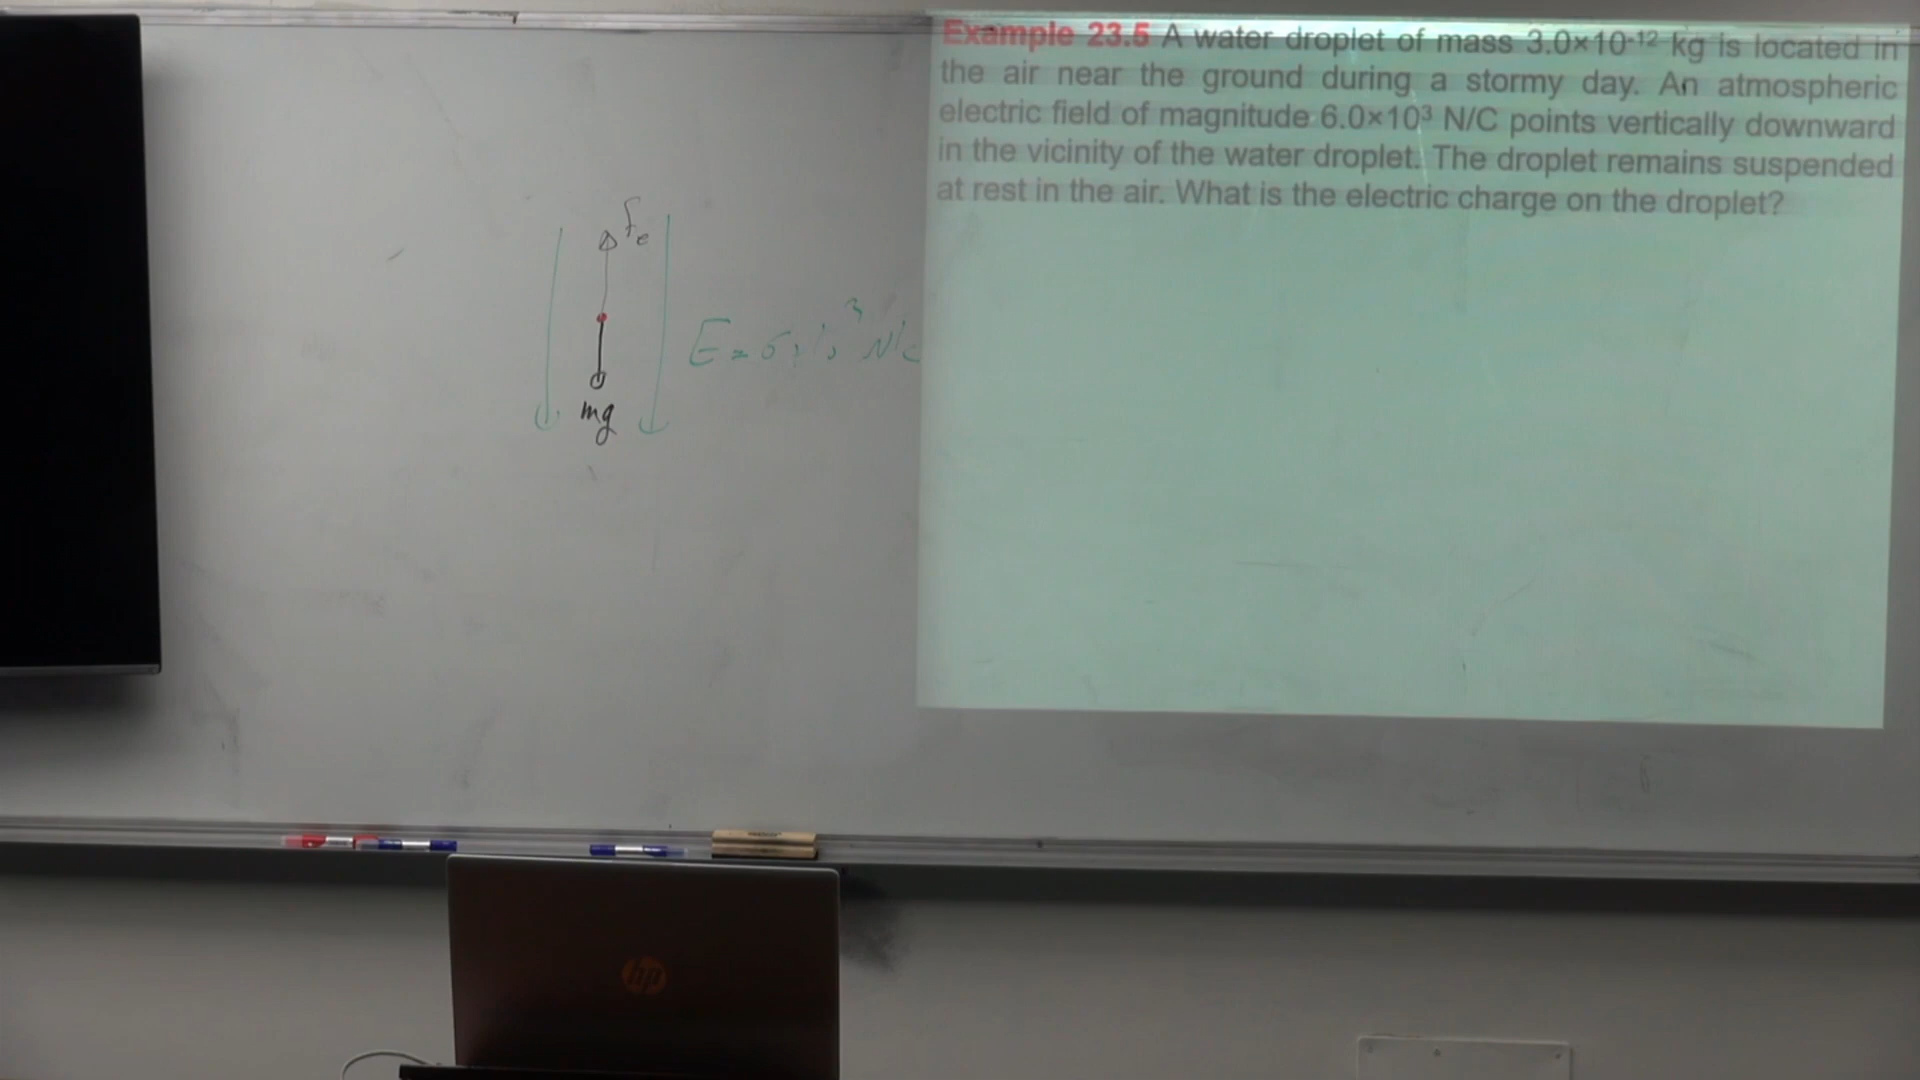 Example 23.5 A water droplet of mass 3.0×10⁻¹² kg is located in
the air near the ground during a stormy day. An atmospheric
electric field of magnitude 6.0×10³ N/C points vertically downward
in the vicinity of the water droplet. The droplet remains suspended
at rest in the air. What is the electric charge on the droplet?
fe
E = 6×10³ N/C
mg
hp